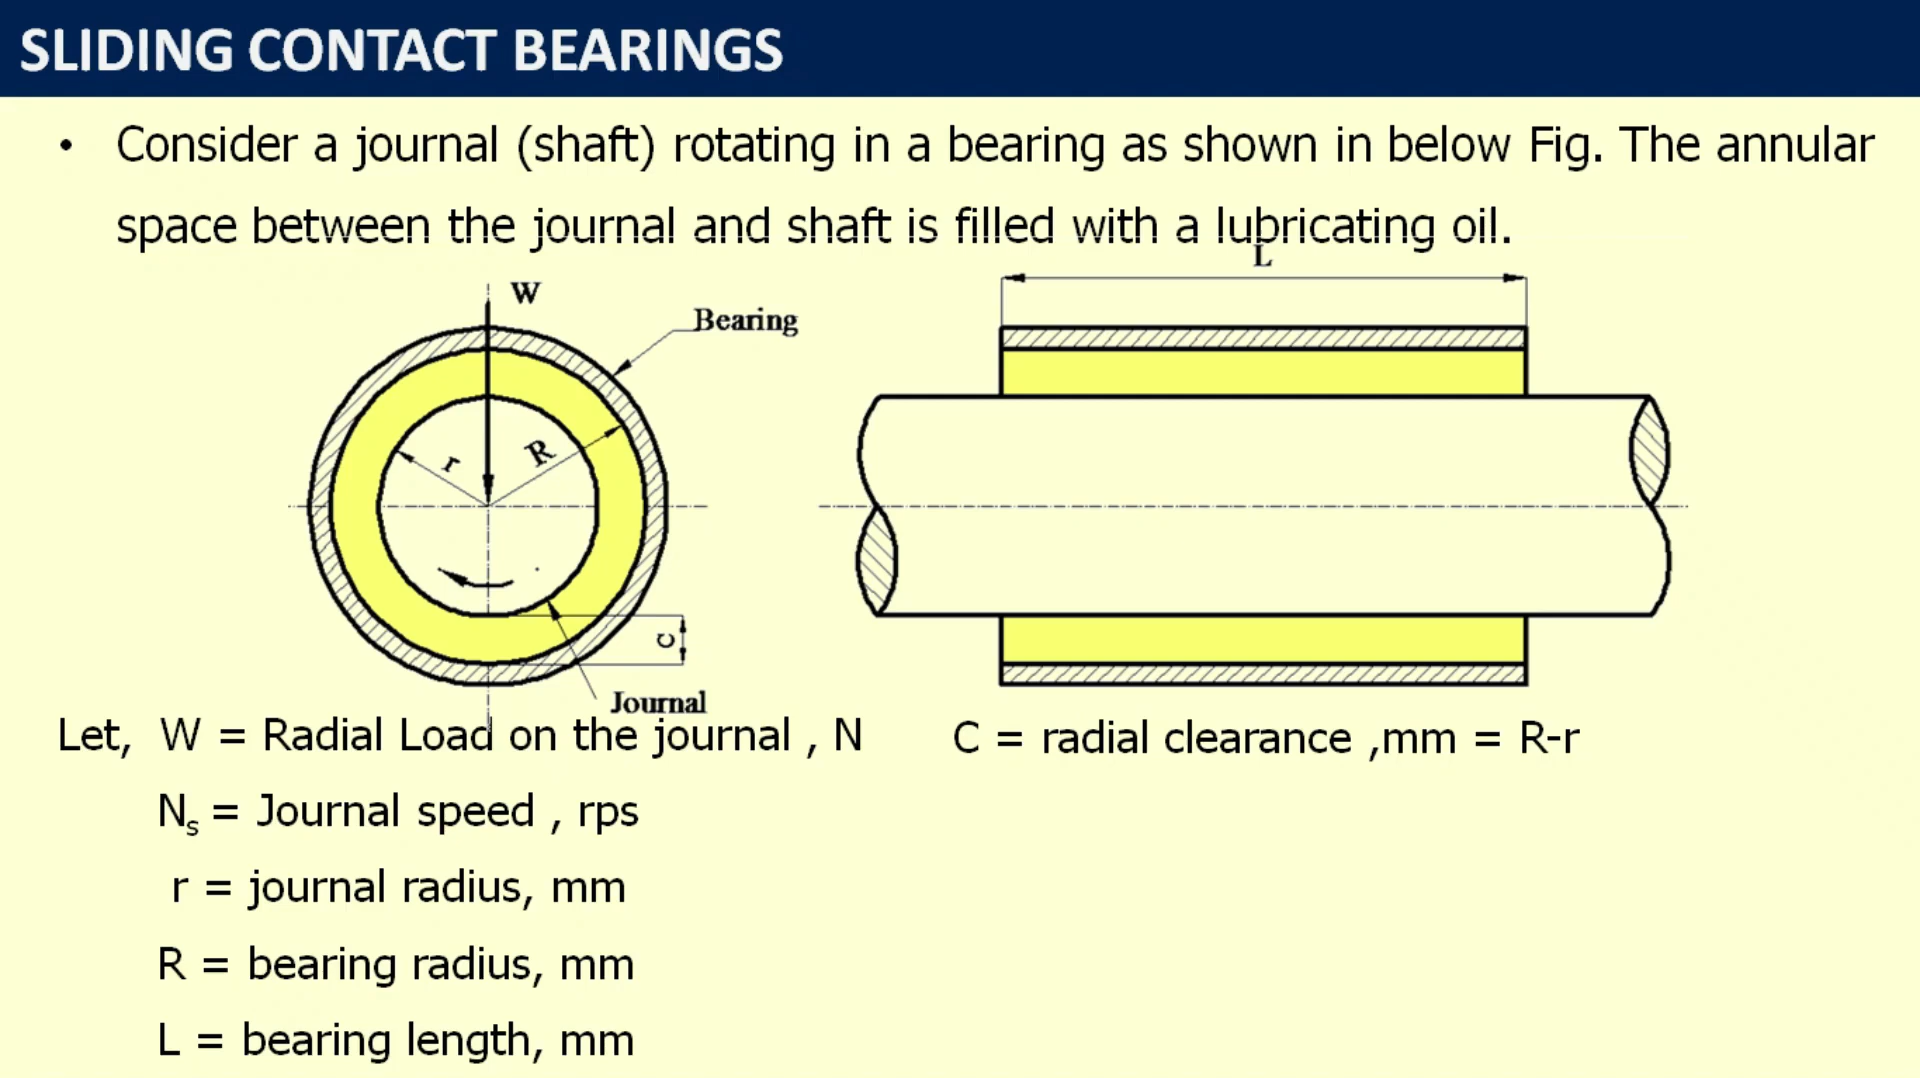 SLIDING CONTACT BEARINGS
• Consider a journal (shaft) rotating in a bearing as shown in below Fig. The annular
space between the journal and shaft is filled with a lubricating oil.
L
W
Bearing
r
R
c
Journal
Let, W = Radial Load on the journal , N
C = radial clearance ,mm = R-r
Ns = Journal speed , rps
r = journal radius, mm
R = bearing radius, mm
L = bearing length, mm